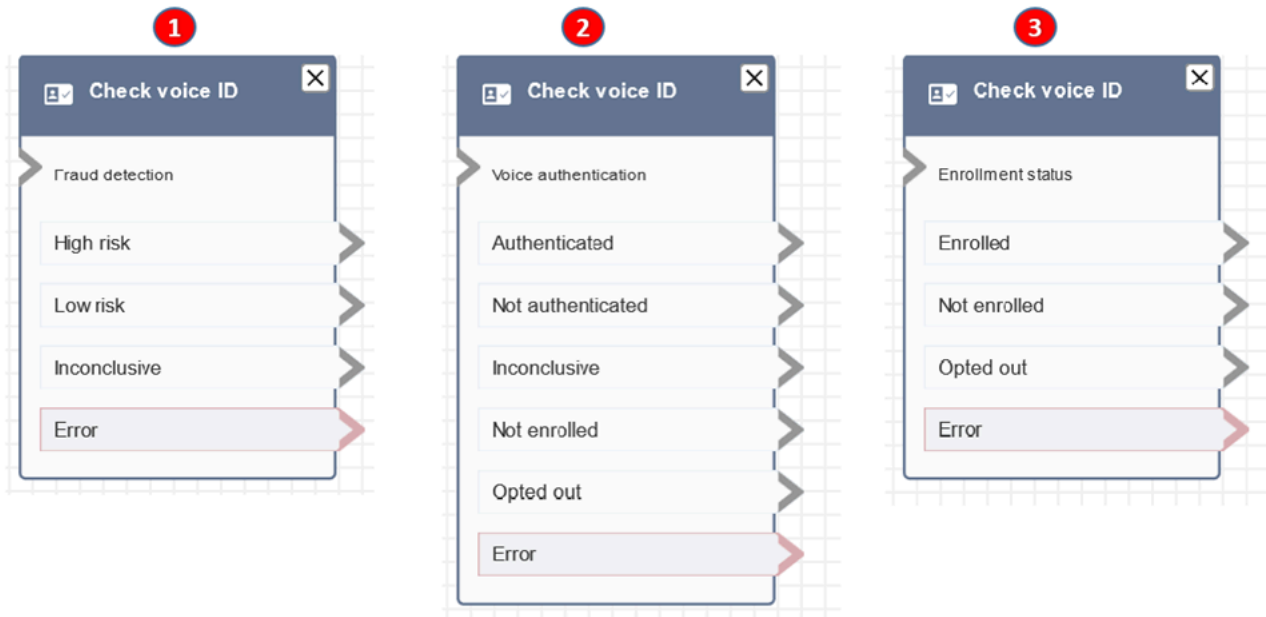 1
Check voice ID
Fraud detection
High risk
Low risk
Inconclusive
Error
2
Check voice ID
Voice authentication
Authenticated
Not authenticated
Inconclusive
Not enrolled
Opted out
Error
3
Check voice ID
Enrollment status
Enrolled
Not enrolled
Opted out
Error